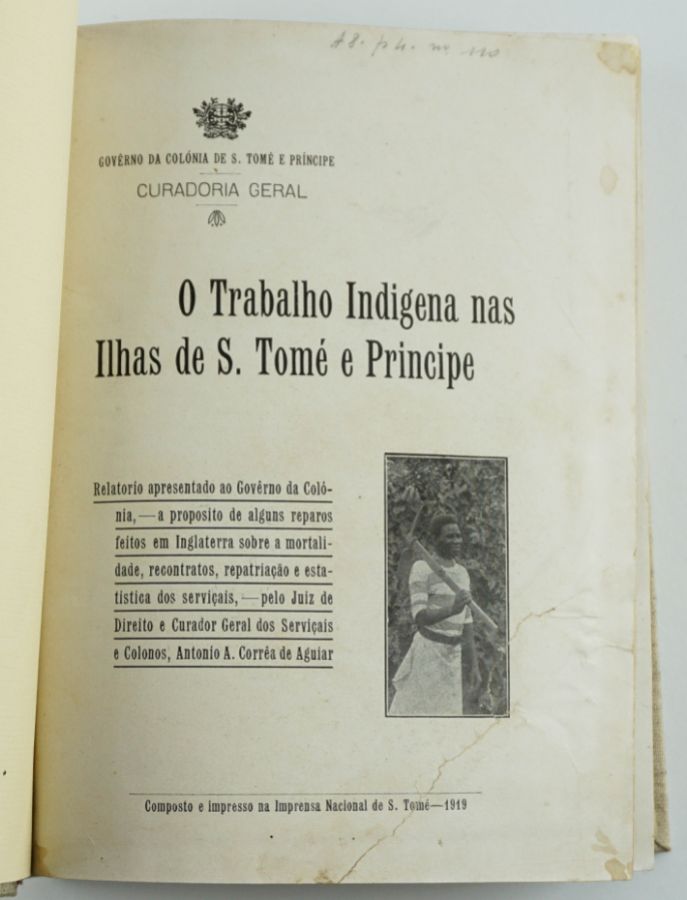 GOVÊRNO DA COLÓNIA DE S. TOMÉ E PRÍNCIPE
CURADORIA GERAL
O Trabalho Indigena nas
Ilhas de S. Tomé e Principe
Relatorio apresentado ao Govêrno da Coló-
nia,—a proposito de alguns reparos
feitos em Inglaterra sobre a mortali-
dade, recontratos, repatriação e esta-
tistica dos serviçais,—pelo Juiz de
Direito e Curador Geral dos Serviçais
e Colonos, Antonio A. Corrêa de Aguiar
Composto e impresso na Imprensa Nacional de S. Tomé—1919